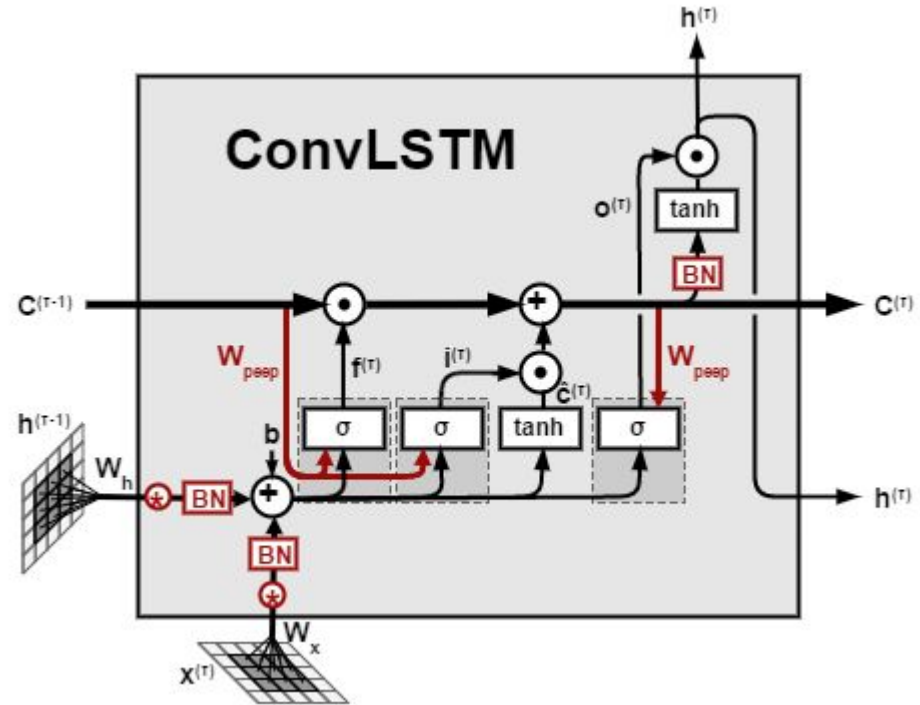 h⁽ᵀ⁾
ConvLSTM
o⁽ᵀ⁾
tanh
BN
C⁽ᵀ⁻¹⁾
C⁽ᵀ⁾
W_peep
f⁽ᵀ⁾
i⁽ᵀ⁾
ĉ⁽ᵀ⁾
W_peep
h⁽ᵀ⁻¹⁾
σ
σ
tanh
σ
b
W_h
BN
h⁽ᵀ⁾
BN
W_x
x⁽ᵀ⁾